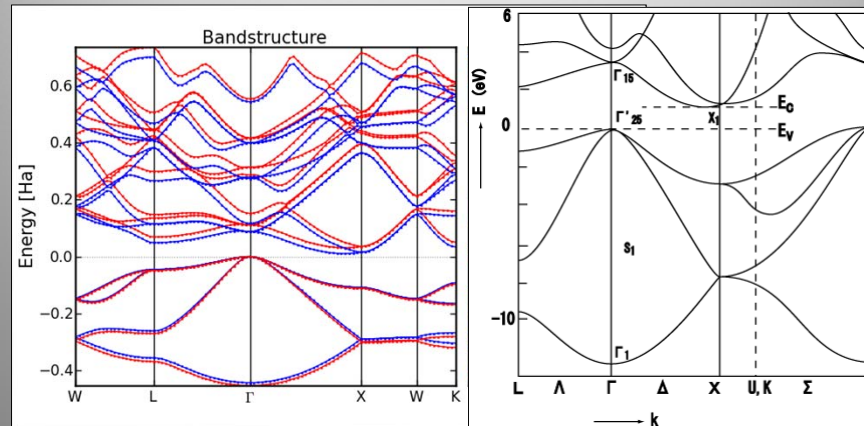 Bandstructure
Energy [Ha]
0.6
0.4
0.2
0.0
−0.2
−0.4
W L Γ X W K
E (eV)
6
0
−10
Γ15
Γ'25
X1
Ec
Ev
S1
Γ1
L Λ Γ Δ X U, K Σ
k